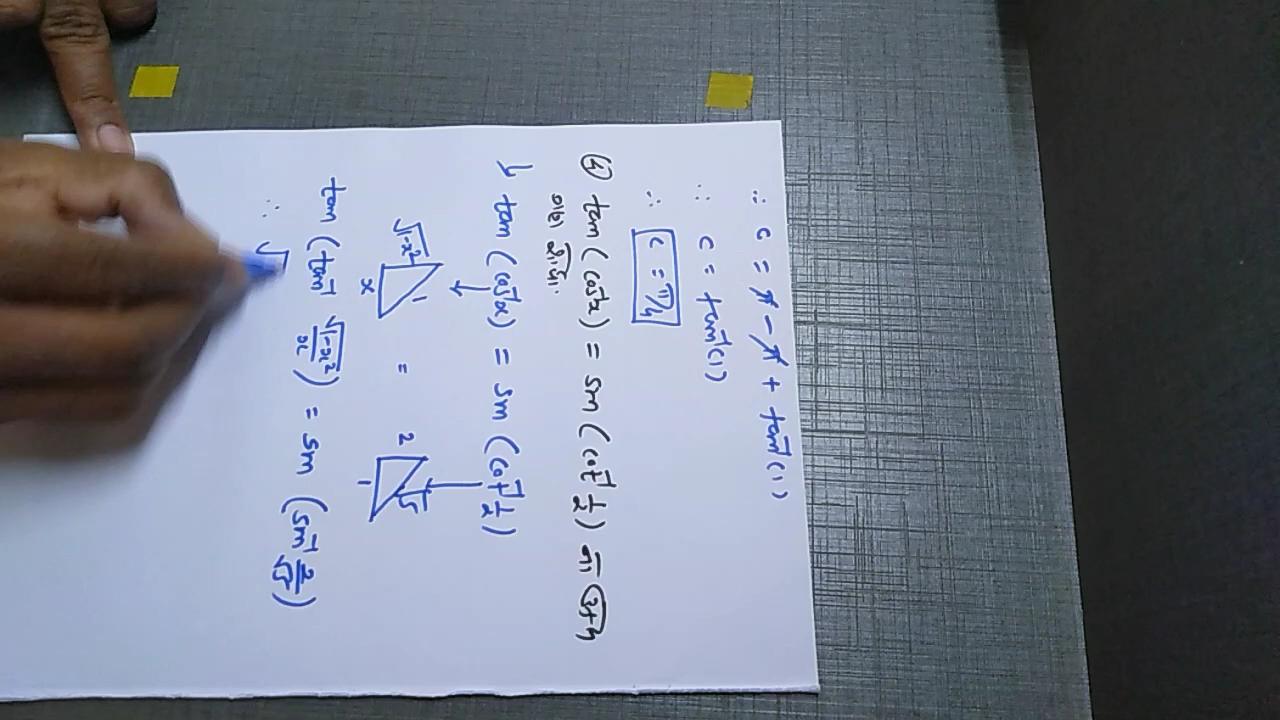 ∴ c = π − π + tan⁻¹(1)
∴ c = tan⁻¹(1)
∴ c = π/4
④ tan(cos⁻¹x) = sin(cot⁻¹ 1/2) ના
↳ tan(cos⁻¹x) = sin(cot⁻¹ 1/2)
√1-x² 1 x = 2 √5 1
tan(tan⁻¹ √1-x²/x) = sin(sin⁻¹ 2/√5)
∴ √